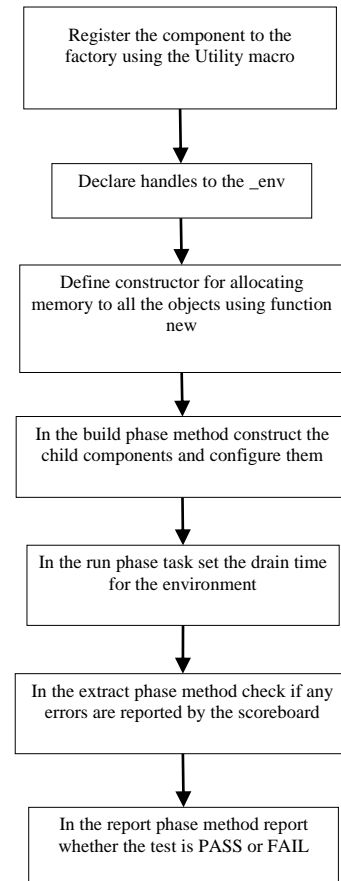 Register the component to the
factory using the Utility macro
Declare handles to the _env
Define constructor for allocating
memory to all the objects using function
new
In the build phase method construct the
child components and configure them
In the run phase task set the drain time
for the environment
In the extract phase method check if any
errors are reported by the scoreboard
In the report phase method report
whether the test is PASS or FAIL